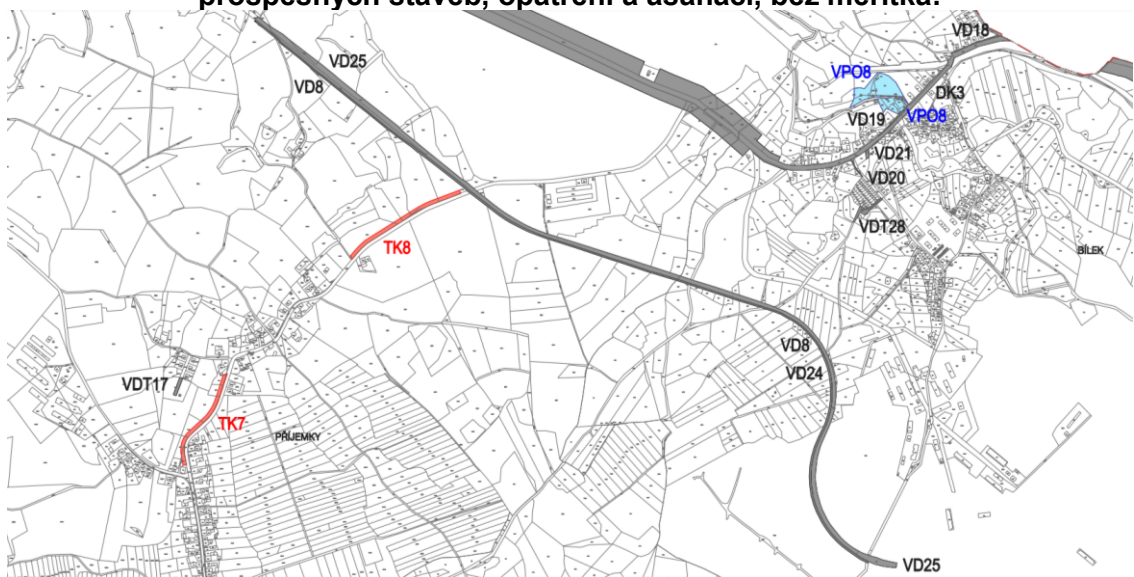 prospěšných staveb, opatření a asanací, bez měřítka.
VD18
VD25
VD8
VPO8
DK3
VD19
VPO8
VD21
VD20
VDT28
BÍLEK
TK8
VD8
VD24
VDT17
TK7
PŘÍJEMKY
VD25